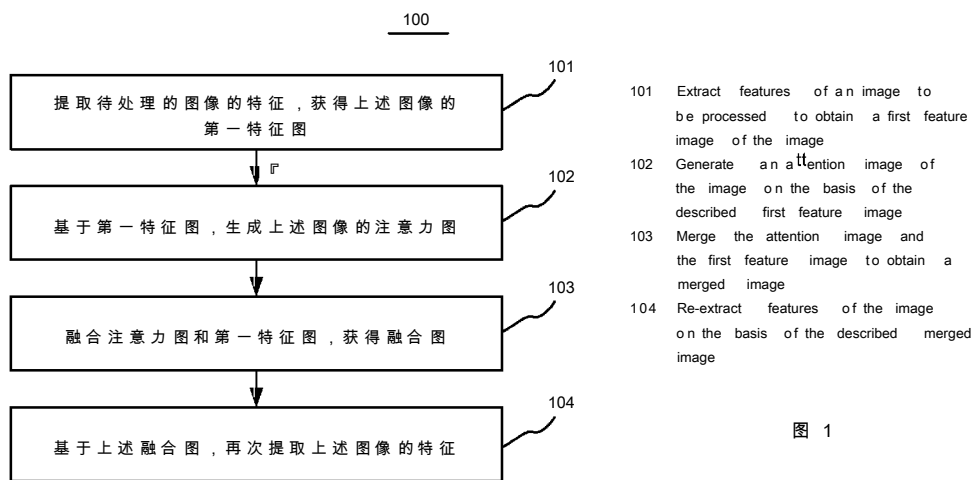 100
101
提取待处理的图像的特征,获得上述图像的
第一特征图
『
102
基于第一特征图,生成上述图像的注意力图
103
融合注意力图和第一特征图,获得融合图
104
基于上述融合图,再次提取上述图像的特征
101 Extract features of an image to
be processed to obtain a first feature
image of the image
102 Generate an attention image of
the image on the basis of the
described first feature image
103 Merge the attention image and
the first feature image to obtain a
merged image
104 Re-extract features of the image
on the basis of the described merged
image
图 1